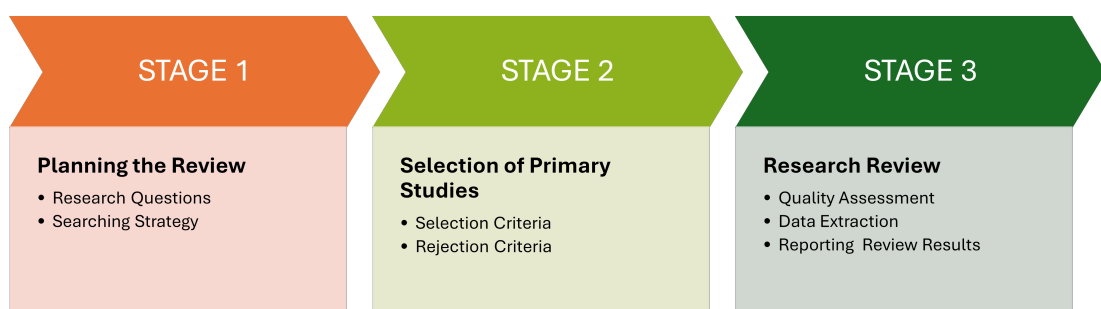 STAGE 1
Planning the Review
• Research Questions
• Searching Strategy
STAGE 2
Selection of Primary
Studies
• Selection Criteria
• Rejection Criteria
STAGE 3
Research Review
• Quality Assessment
• Data Extraction
• Reporting  Review Results